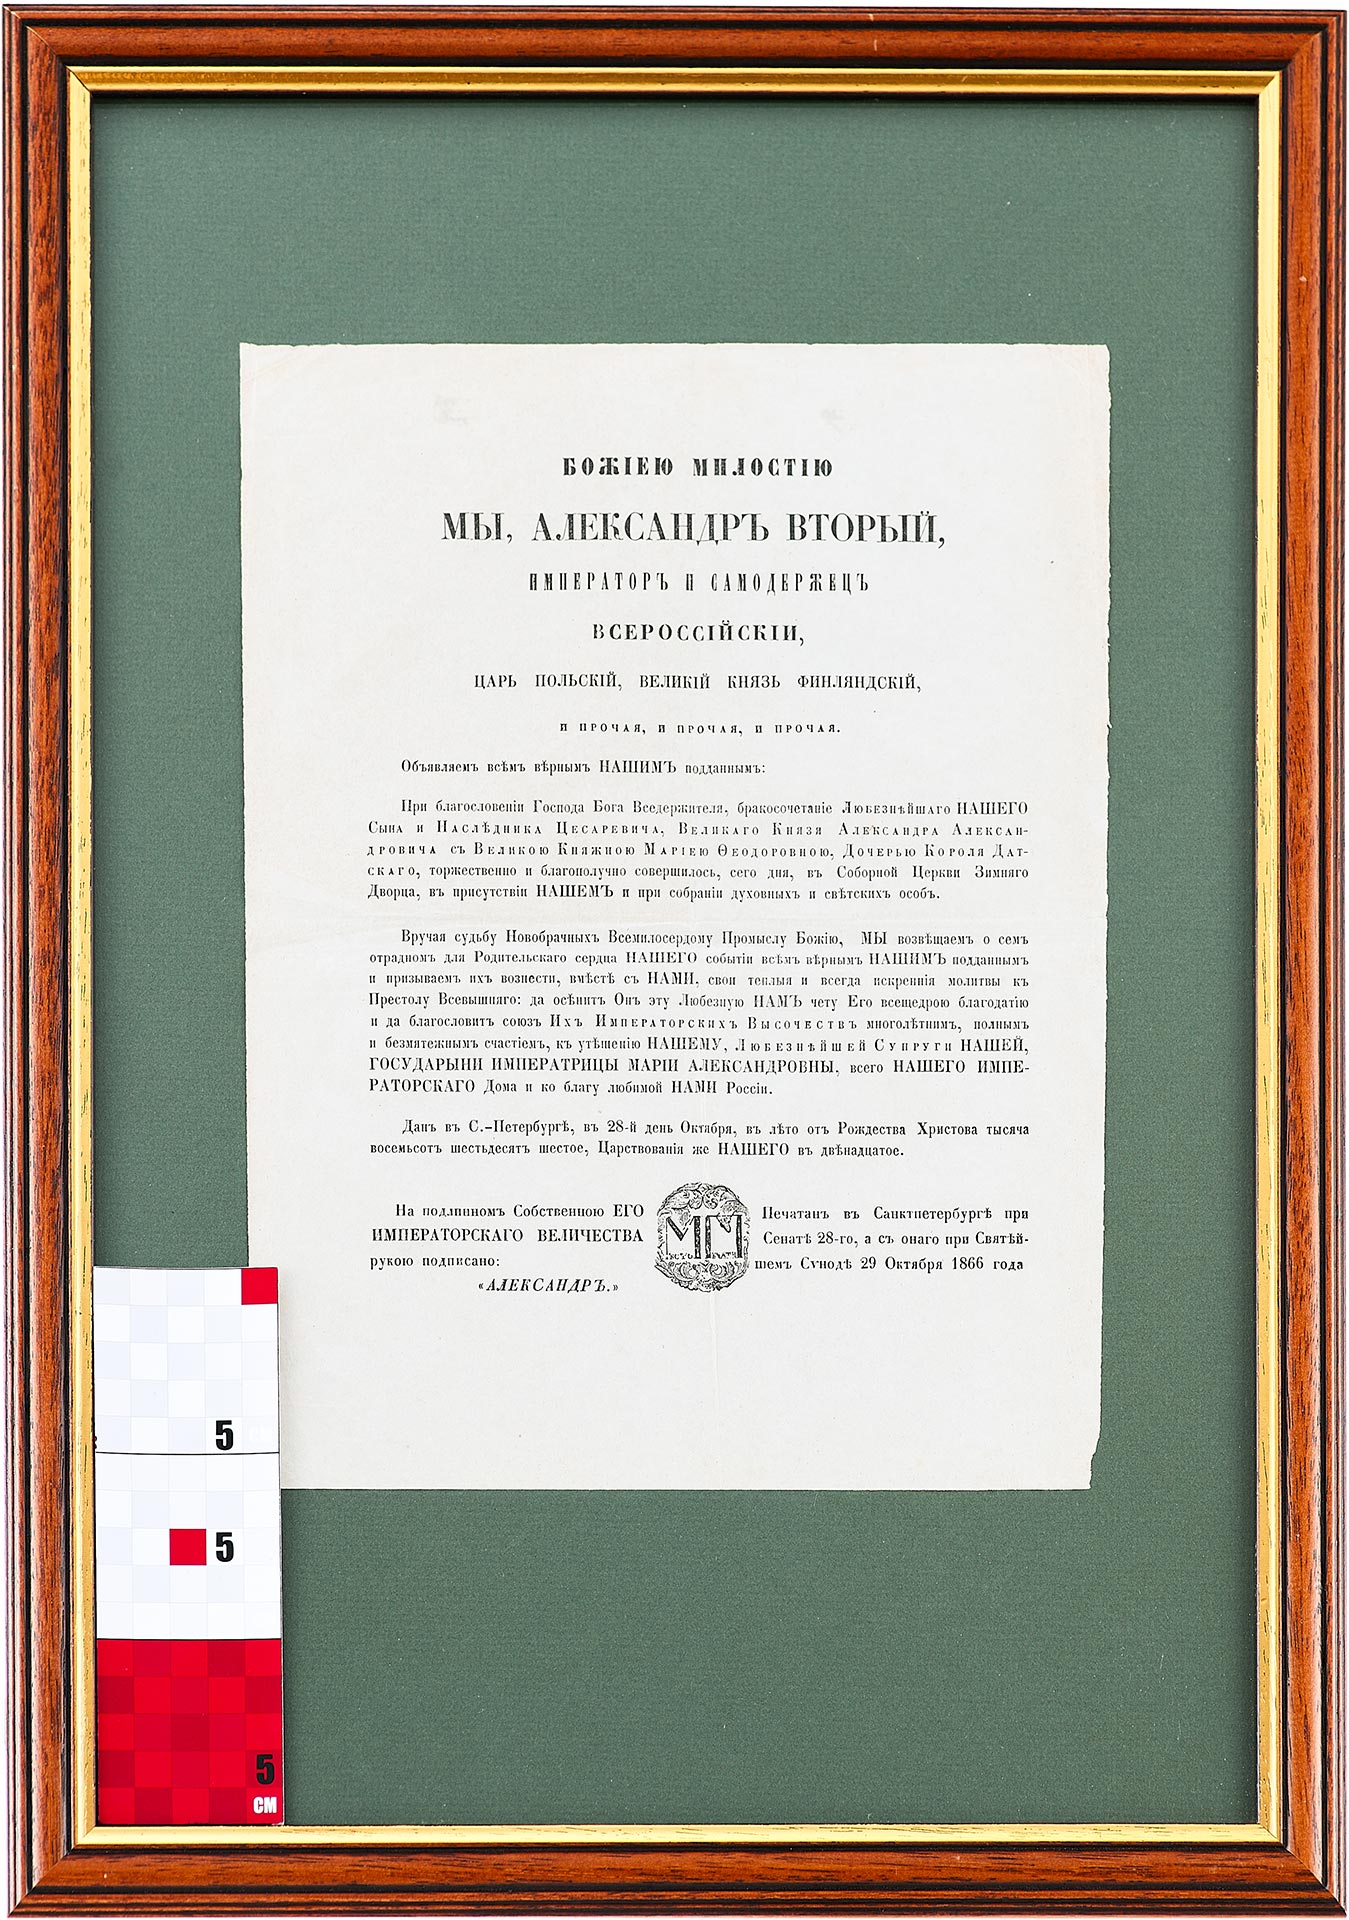 БОЖІЕЮ МИЛОСТІЮ
МЫ, АЛЕКСАНДРЪ ВТОРЫЙ,
ИМПЕРАТОРЪ И САМОДЕРЖЕЦЪ
ВСЕРОССІЙСКІИ,
ЦАРЬ ПОЛЬСКІЙ, ВЕЛИКІЙ КНЯЗЬ ФИНЛЯНДСКІЙ,
И ПРОЧАЯ, И ПРОЧАЯ, И ПРОЧАЯ.
Объявляемъ всѣмъ вѣрнымъ НАШИМЪ подданнымъ:
При благословеніи Господа Бога Вседержителя, бракосочетаніе Любезнѣйшаго НАШЕГО
Сына и Наслѣдника Цесаревича, Великаго Князя Александра Алексан-
дровича съ Великою Княжною Маріею Ѳеодоровною, Дочерью Короля Дат-
скаго, торжественно и благополучно совершилось, сего дня, въ Соборной Церкви Зимняго
Дворца, въ присутствіи НАШЕМЪ и при собраніи духовныхъ и свѣтскихъ особъ.
Вручая судьбу Новобрачныхъ Всемилосердому Промыслу Божію, МЫ возвѣщаемъ о семъ
отрадномъ для Родительскаго сердца НАШЕГО событіи всѣмъ вѣрнымъ НАШИМЪ подданнымъ
и призываемъ ихъ вознести, вмѣстѣ съ НАМИ, свои теплыя и всегда искреннія молитвы къ
Престолу Всевышняго: да осѣнитъ Онъ эту Любезную НАМЪ чету Его всещедрою благодатію
и да благословитъ союзъ Ихъ Императорскихъ Высочествъ многолѣтнимъ, полнымъ
и безмятежнымъ счастіемъ, къ утѣшенію НАШЕМУ, Любезнѣйшей Супруги НАШЕЙ,
ГОСУДАРЫНИ ИМПЕРАТРИЦЫ МАРІИ АЛЕКСАНДРОВНЫ, всего НАШЕГО ИМПЕ-
РАТОРСКАГО Дома и ко благу любимой НАМИ Россіи.
Данъ въ С.-Петербургѣ, въ 28-й день Октября, въ лѣто отъ Рождества Христова тысяча
восемьсотъ шестьдесятъ шестое, Царствованія же НАШЕГО въ двѣнадцатое.
На подлинномъ Собственною ЕГО
ИМПЕРАТОРСКАГО ВЕЛИЧЕСТВА
рукою подписано:
«АЛЕКСАНДРЪ.»
М П
МѢСТО ПЕЧАТИ
Печатанъ въ Санктпетербургѣ при
Сенатѣ 28-го, а съ онаго при Святѣй-
шемъ Сѵнодѣ 29 Октября 1866 года
5
5
5
CM